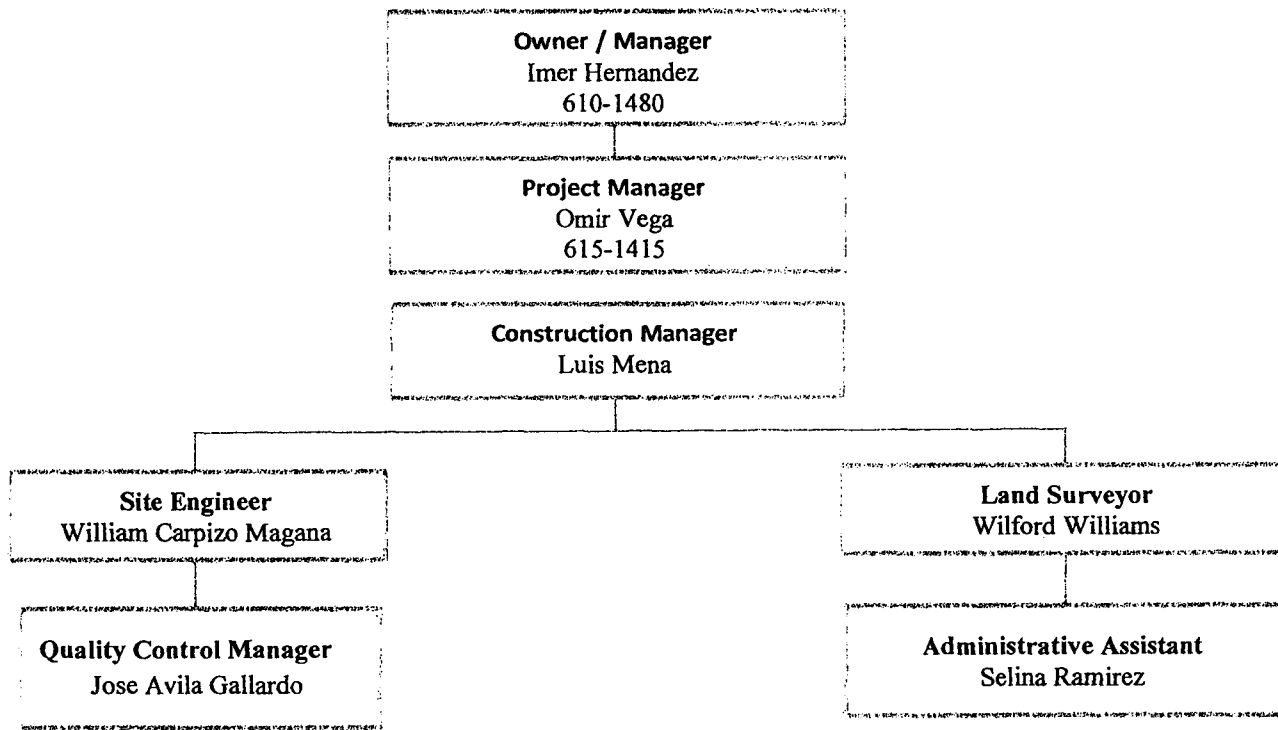 Owner / Manager
Imer Hernandez
610-1480
Project Manager
Omir Vega
615-1415
Construction Manager
Luis Mena
Site Engineer
William Carpizo Magana
Land Surveyor
Wilford Williams
Quality Control Manager
Jose Avila Gallardo
Administrative Assistant
Selina Ramirez